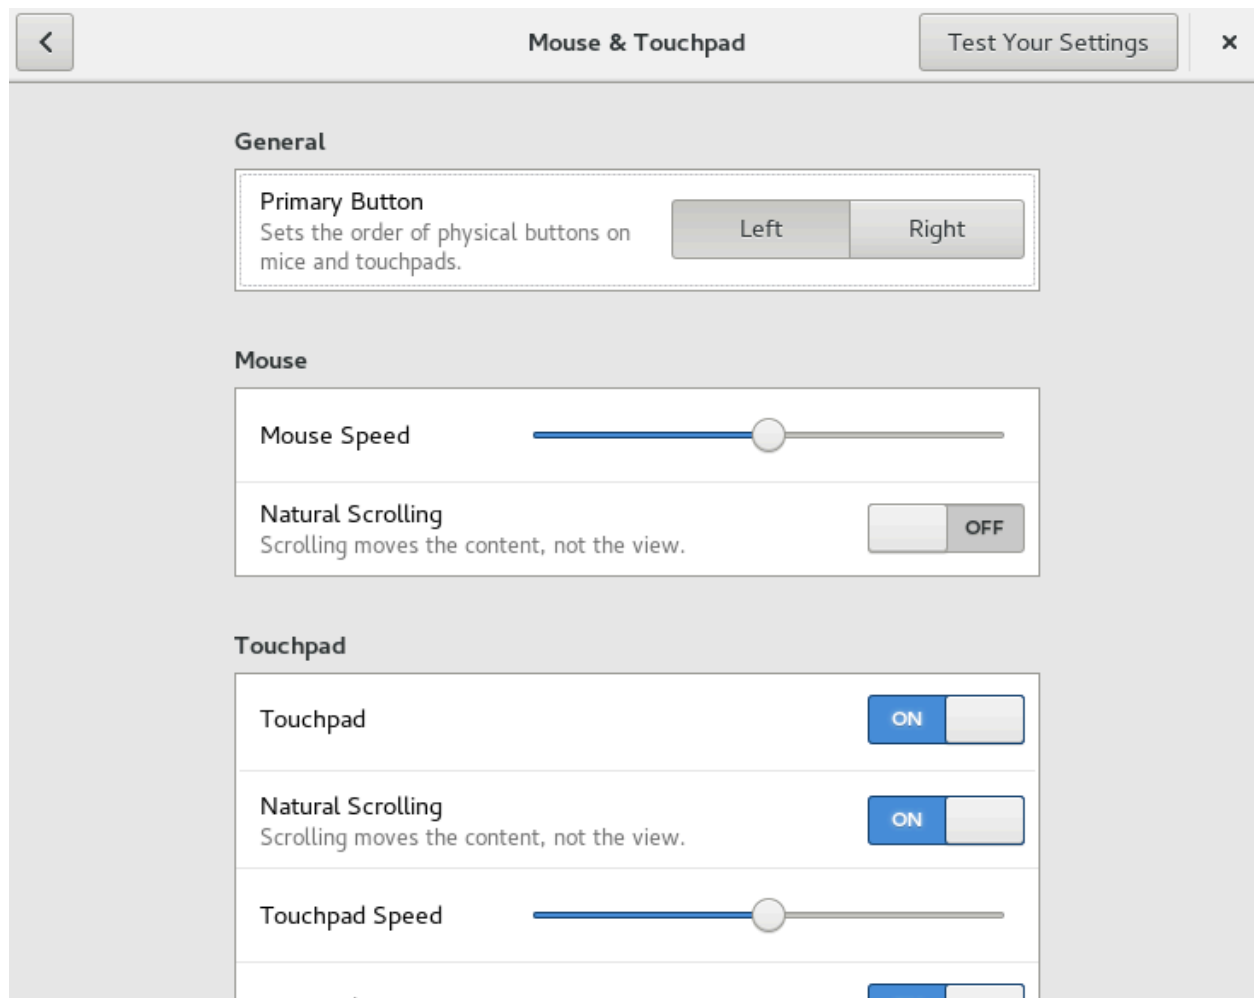 Mouse & Touchpad
Test Your Settings
General
Primary Button
Sets the order of physical buttons on
mice and touchpads.
Left
Right
Mouse
Mouse Speed
Natural Scrolling
Scrolling moves the content, not the view.
OFF
Touchpad
Touchpad
ON
Natural Scrolling
Scrolling moves the content, not the view.
ON
Touchpad Speed